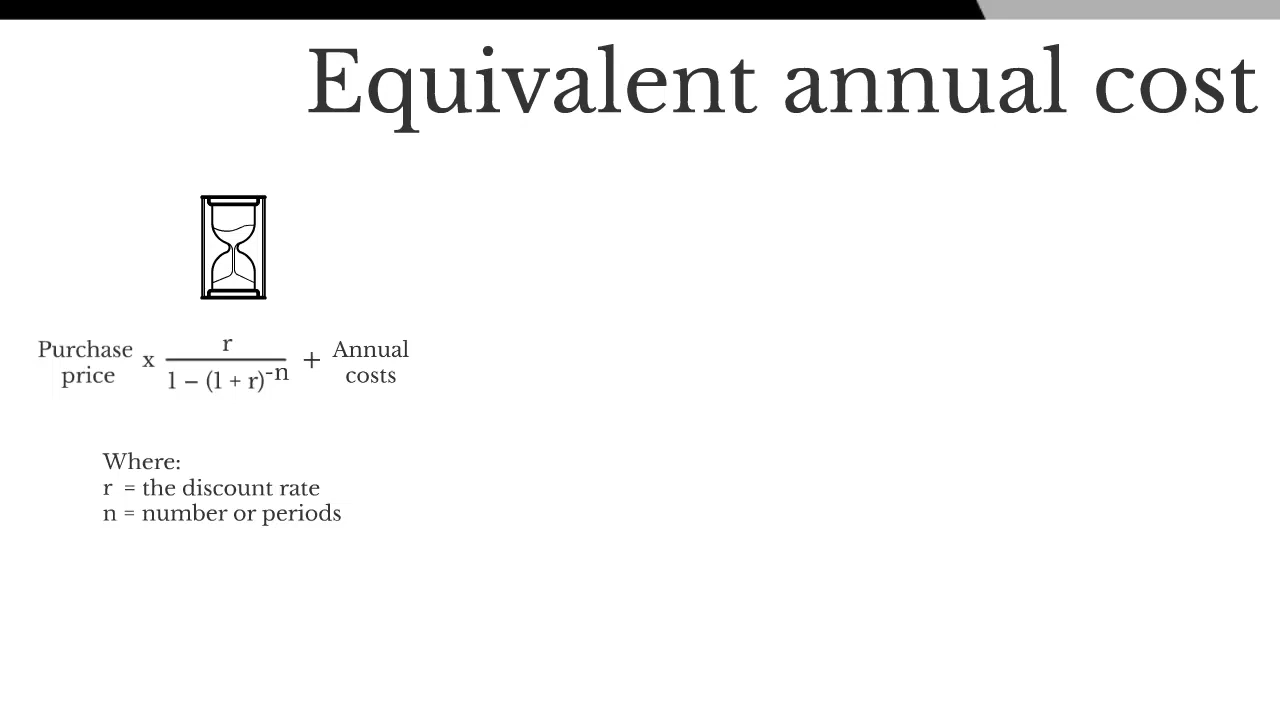 Equivalent annual cost
Purchase price x r / 1 – (1 + r)^-n + Annual costs
Where:
r = the discount rate
n = number or periods